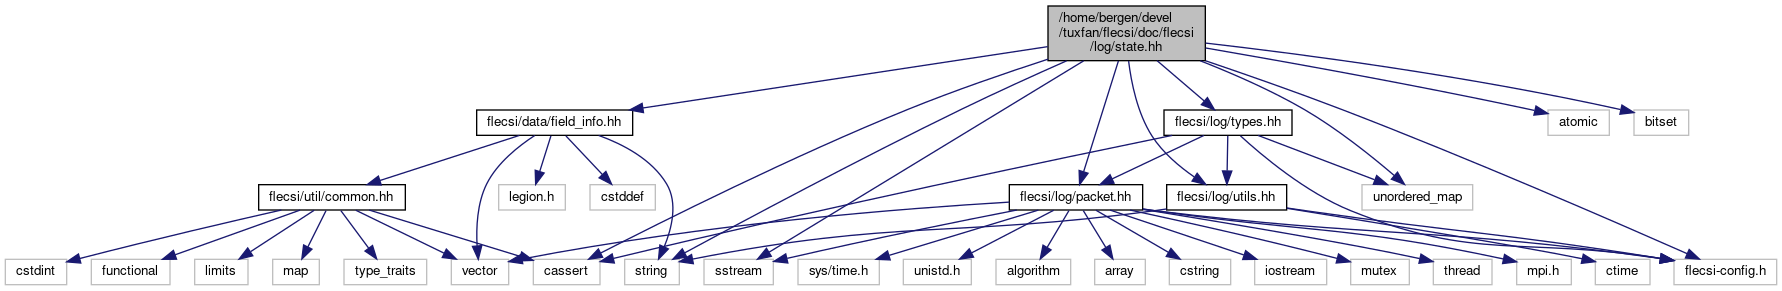 /home/bergen/devel
/tuxfan/flecsi/doc/flecsi
/log/state.hh
flecsi/data/field_info.hh
flecsi/log/types.hh
atomic
bitset
flecsi/util/common.hh
legion.h
cstddef
flecsi/log/packet.hh
flecsi/log/utils.hh
unordered_map
cstdint
functional
limits
map
type_traits
vector
cassert
string
sstream
sys/time.h
unistd.h
algorithm
array
cstring
iostream
mutex
thread
mpi.h
ctime
flecsi-config.h